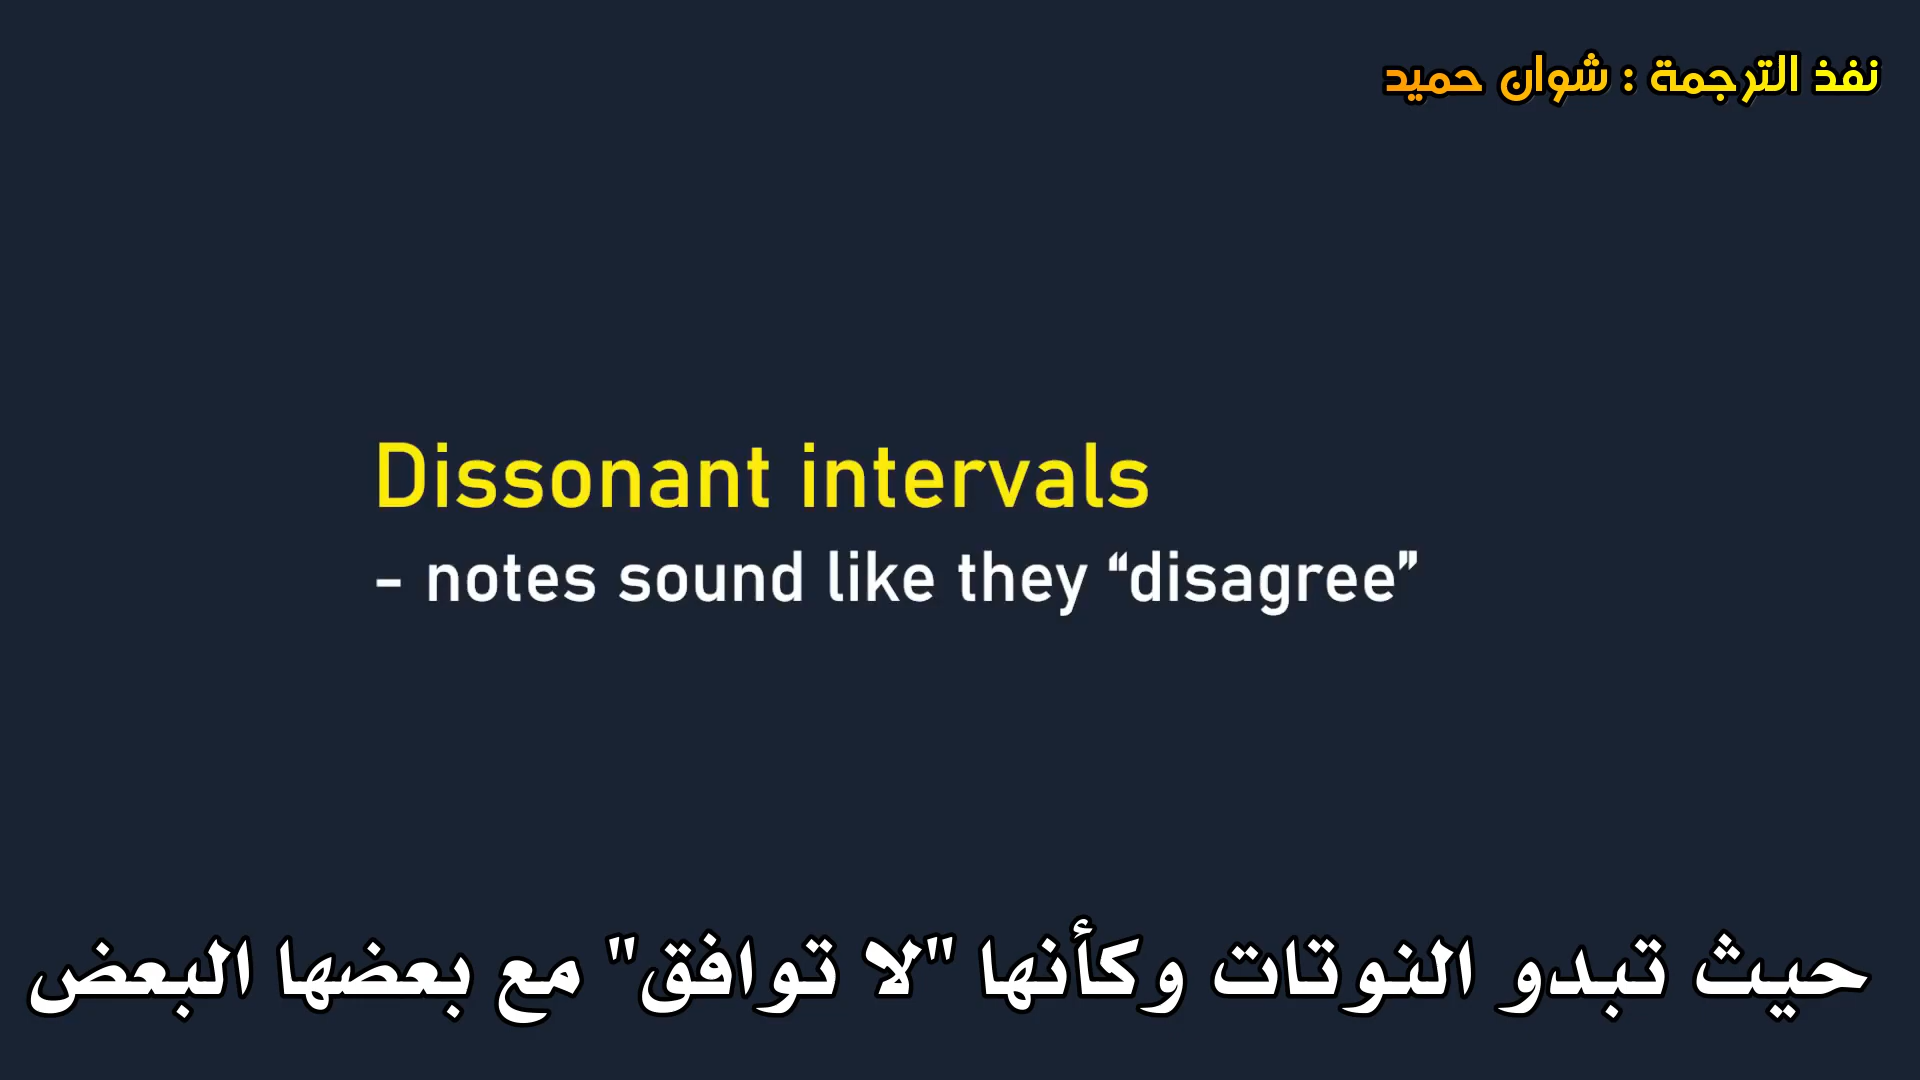 نفذ الترجمة : شوان حميد
Dissonant intervals
- notes sound like they “disagree”
حيث تبدو النوتات وكأنها "لا توافق" مع بعضها البعض